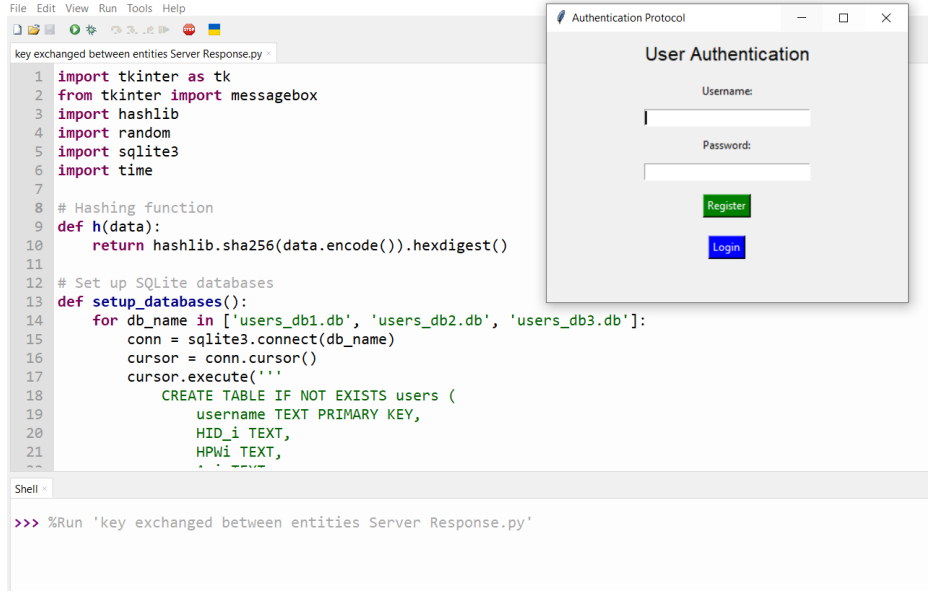 File Edit View Run Tools Help
STOP
key exchanged between entities Server Response.py ×
1 import tkinter as tk
2 from tkinter import messagebox
3 import hashlib
4 import random
5 import sqlite3
6 import time
7
8 # Hashing function
9 def h(data):
10 return hashlib.sha256(data.encode()).hexdigest()
11
12 # Set up SQLite databases
13 def setup_databases():
14 for db_name in ['users_db1.db', 'users_db2.db', 'users_db3.db']:
15 conn = sqlite3.connect(db_name)
16 cursor = conn.cursor()
17 cursor.execute('''
18 CREATE TABLE IF NOT EXISTS users (
19 username TEXT PRIMARY KEY,
20 HID_i TEXT,
21 HPWi TEXT,
Authentication Protocol
User Authentication
Username:
Password:
Register
Login
Shell ×
>>> %Run 'key exchanged between entities Server Response.py'